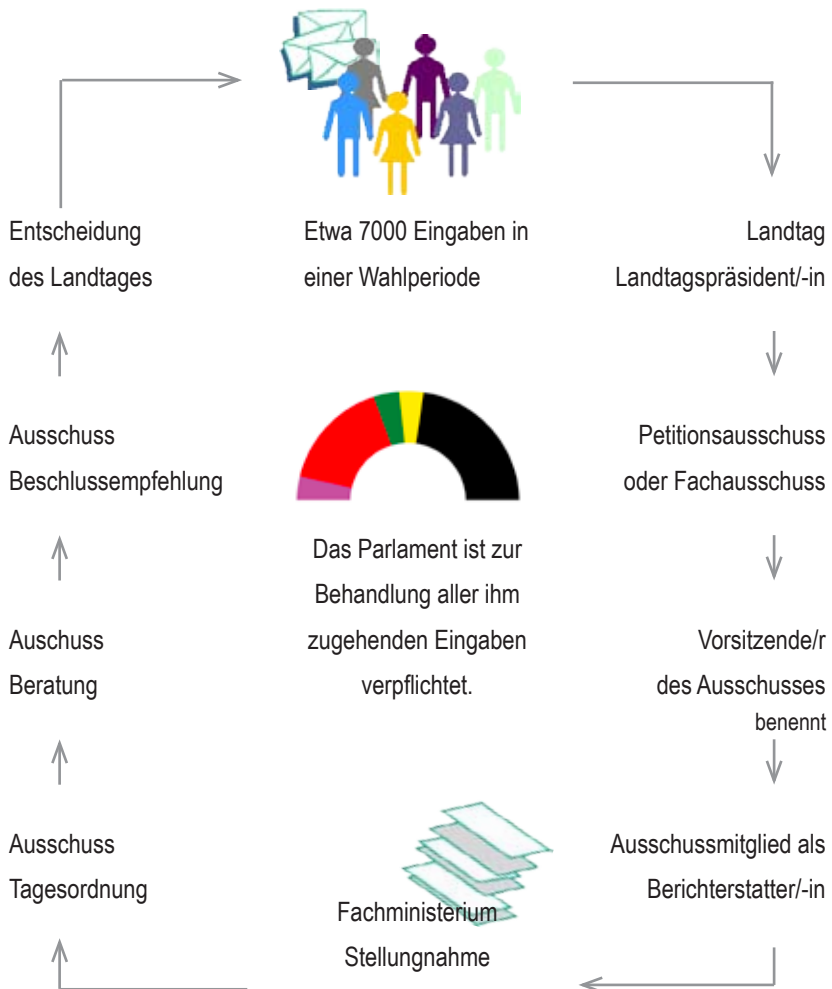 Etwa 7000 Eingaben in
einer Wahlperiode
Landtag
Landtagspräsident/-in
Petitionsausschuss
oder Fachausschuss
Vorsitzende/r
des Ausschusses
benennt
Ausschussmitglied als
Berichterstatter/-in
Fachministerium
Stellungnahme
Ausschuss
Tagesordnung
Auschuss
Beratung
Ausschuss
Beschlussempfehlung
Entscheidung
des Landtages
Das Parlament ist zur
Behandlung aller ihm
zugehenden Eingaben
verpflichtet.